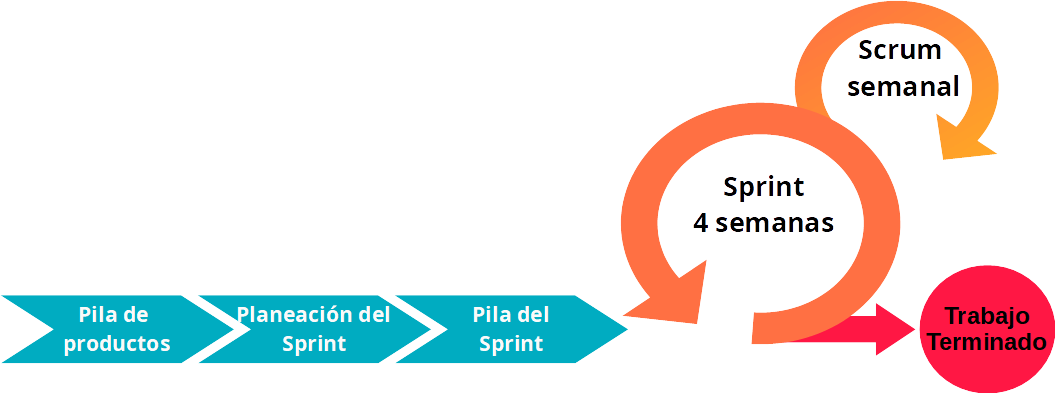 Scrum
semanal
Sprint
4 semanas
Pila de
productos
Planeación del
Sprint
Pila del
Sprint
Trabajo
Terminado